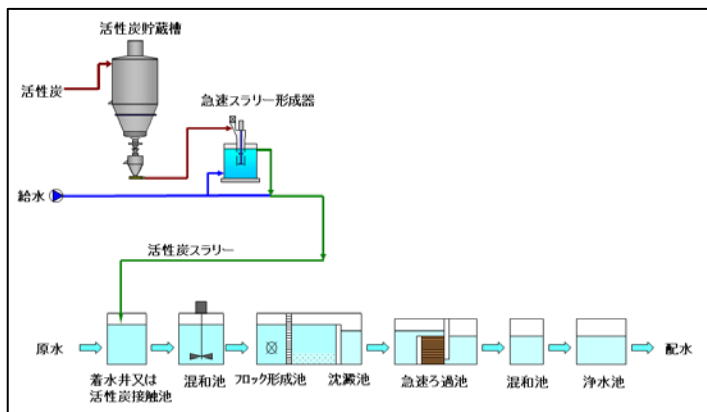 活性炭貯蔵槽
活性炭
急速スラリー形成器
給水
活性炭スラリー
原水
着水井又は
活性炭接触池
混和池
フロック形成池
沈澱池
急速ろ過池
混和池
浄水池
配水